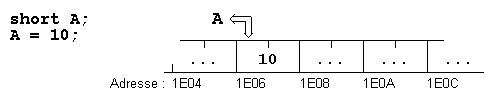 short A;
A = 10;
A
... 10 ... ... ...
Adresse : 1E04 1E06 1E08 1E0A 1E0C